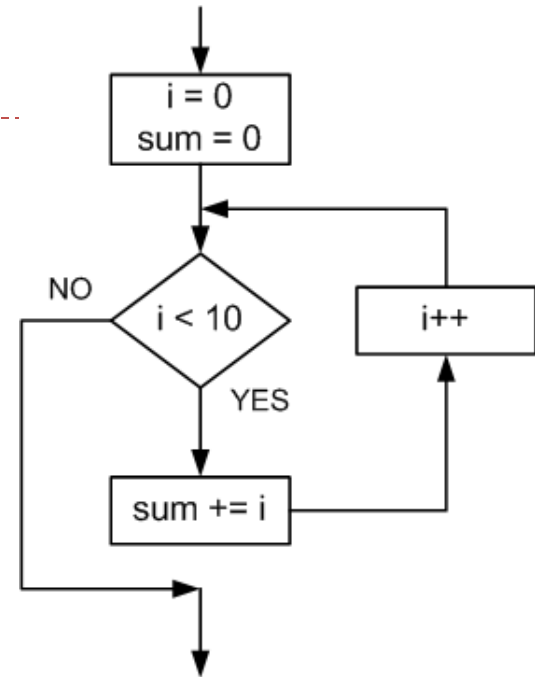 i = 0
sum = 0
i < 10
NO
YES
i++
sum += i